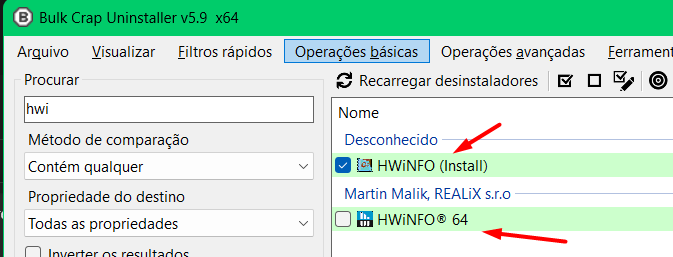 Bulk Crap Uninstaller v5.9 x64
Arquivo Visualizar Filtros rápidos Operações básicas Operações avançadas Ferrament
Procurar
hwi
Método de comparação
Contém qualquer
Propriedade do destino
Todas as propriedades
Inverter os resultados
Recarregar desinstaladores
Nome
Desconhecido
HWiNFO (Install)
Martin Malik, REALiX s.r.o
HWiNFO® 64